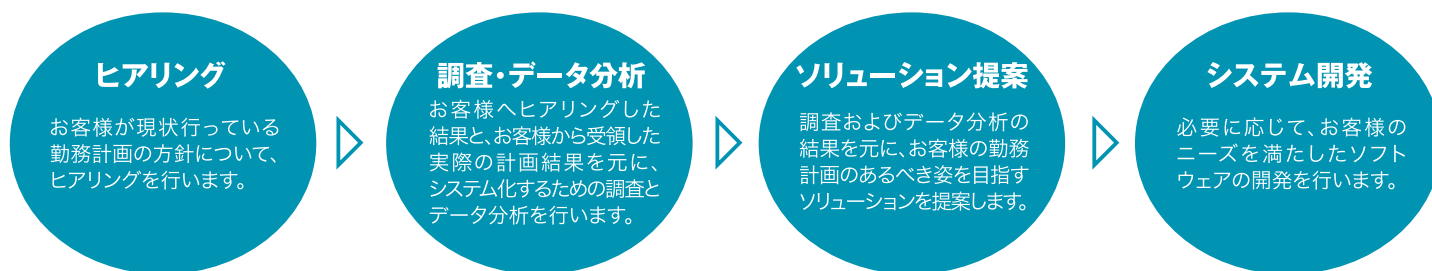 ヒアリング
お客様が現状行っている
勤務計画の方針について、
ヒアリングを行います。
調査・データ分析
お客様へヒアリングした
結果と、お客様から受領した
実際の計画結果を元に、
システム化するための調査と
データ分析を行います。
ソリューション提案
調査およびデータ分析の
結果を元に、お客様の勤務
計画のあるべき姿を目指す
ソリューションを提案します。
システム開発
必要に応じて、お客様の
ニーズを満たしたソフト
ウェアの開発を行います。